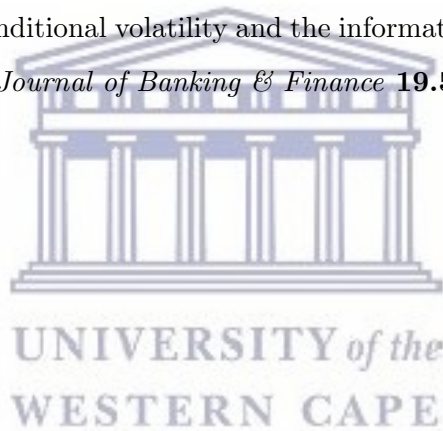 nditional volatility and the informat
Journal of Banking & Finance 19.5
UNIVERSITY of the
WESTERN CAPE